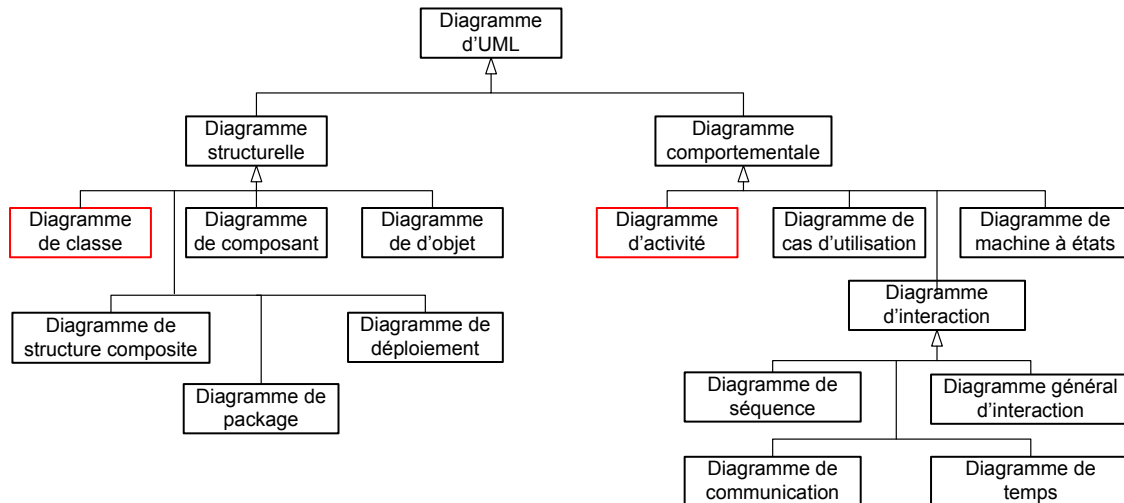 Diagramme
d’UML
Diagramme
structurelle
Diagramme
comportementale
Diagramme
de classe
Diagramme
de composant
Diagramme
de d’objet
Diagramme
d’activité
Diagramme de
cas d’utilisation
Diagramme de
machine à états
Diagramme
d’interaction
Diagramme de
structure composite
Diagramme de
déploiement
Diagramme de
package
Diagramme de
séquence
Diagramme général
d’interaction
Diagramme de
communication
Diagramme de
temps